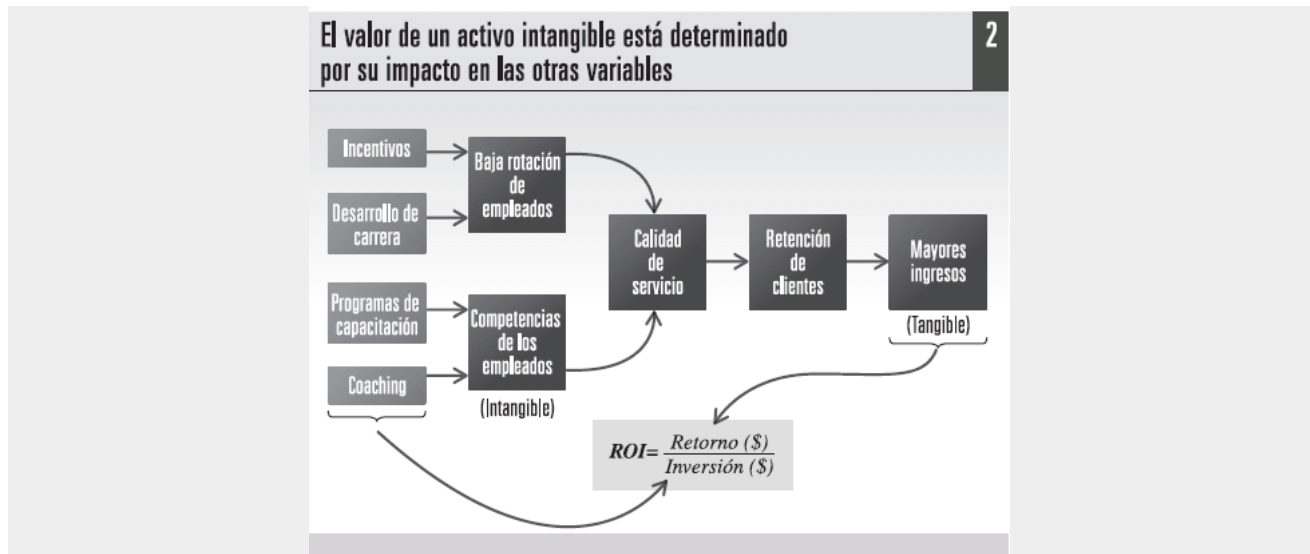 El valor de un activo intangible está determinado
por su impacto en las otras variables
2
Incentivos
Desarrollo de
carrera
Programas de
capacitación
Coaching
Baja rotación
de
empleados
Competencias
de los
empleados
(Intangible)
Calidad
de
servicio
Retención
de
clientes
Mayores
ingresos
(Tangible)
ROI= Retorno ($)
Inversión ($)